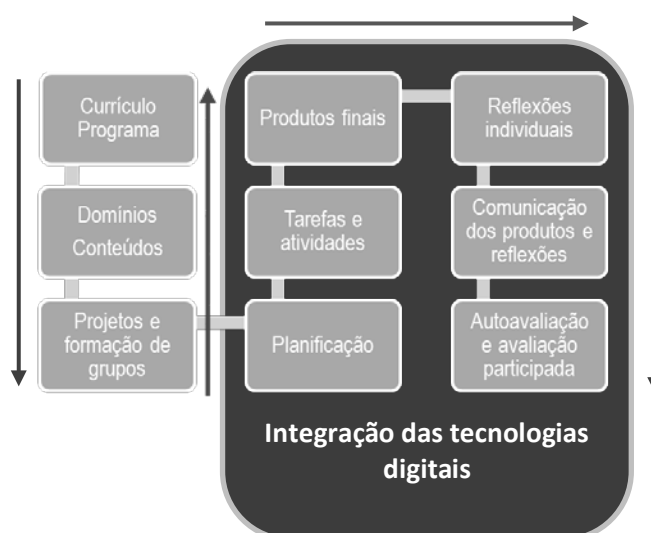 Currículo
Programa
Domínios
Conteúdos
Projetos e
formação de
grupos
Planificação
Tarefas e
atividades
Produtos finais
Reflexões
individuais
Comunicação
dos produtos e
reflexões
Autoavaliação
e avaliação
participada
Integração das tecnologias
digitais